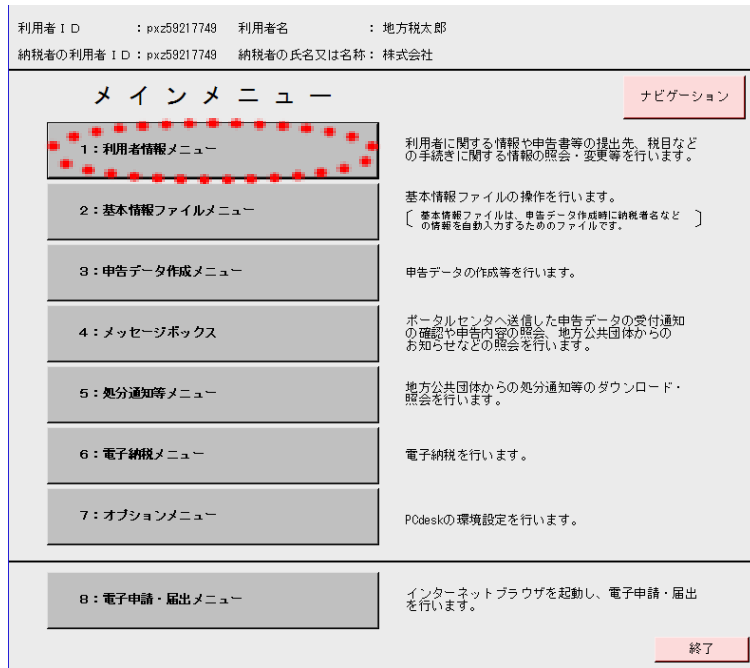 利用者ID : pxz59217749 利用者名 : 地方税太郎
納税者の利用者ID : pxz59217749 納税者の氏名又は名称 : 株式会社
メインメニュー
ナビゲーション
1:利用者情報メニュー
利用者に関する情報や申告書等の提出先、税目など
の手続きに関する情報の照会・変更等を行います。
2:基本情報ファイルメニュー
基本情報ファイルの操作を行います。
基本情報ファイルは、申告データ作成時に納税者名など
の情報を自動入力するためのファイルです。
3:申告データ作成メニュー
申告データの作成等を行います。
4:メッセージボックス
ポータルセンタへ送信した申告データの受付通知
の確認や申告内容の照会、地方公共団体からの
お知らせなどの照会を行います。
5:処分通知等メニュー
地方公共団体からの処分通知等のダウンロード・
照会を行います。
6:電子納税メニュー
電子納税を行います。
7:オプションメニュー
PCdeskの環境設定を行います。
8:電子申請・届出メニュー
インターネットブラウザを起動し、電子申請・届出
を行います。
終了